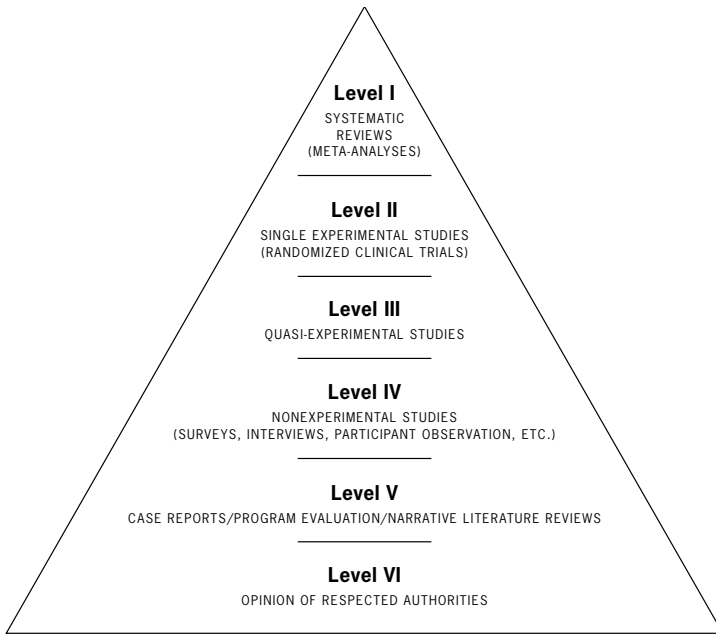 Level I
SYSTEMATIC
REVIEWS
(META-ANALYSES)
Level II
SINGLE EXPERIMENTAL STUDIES
(RANDOMIZED CLINICAL TRIALS)
Level III
QUASI-EXPERIMENTAL STUDIES
Level IV
NONEXPERIMENTAL STUDIES
(SURVEYS, INTERVIEWS, PARTICIPANT OBSERVATION, ETC.)
Level V
CASE REPORTS/PROGRAM EVALUATION/NARRATIVE LITERATURE REVIEWS
Level VI
OPINION OF RESPECTED AUTHORITIES